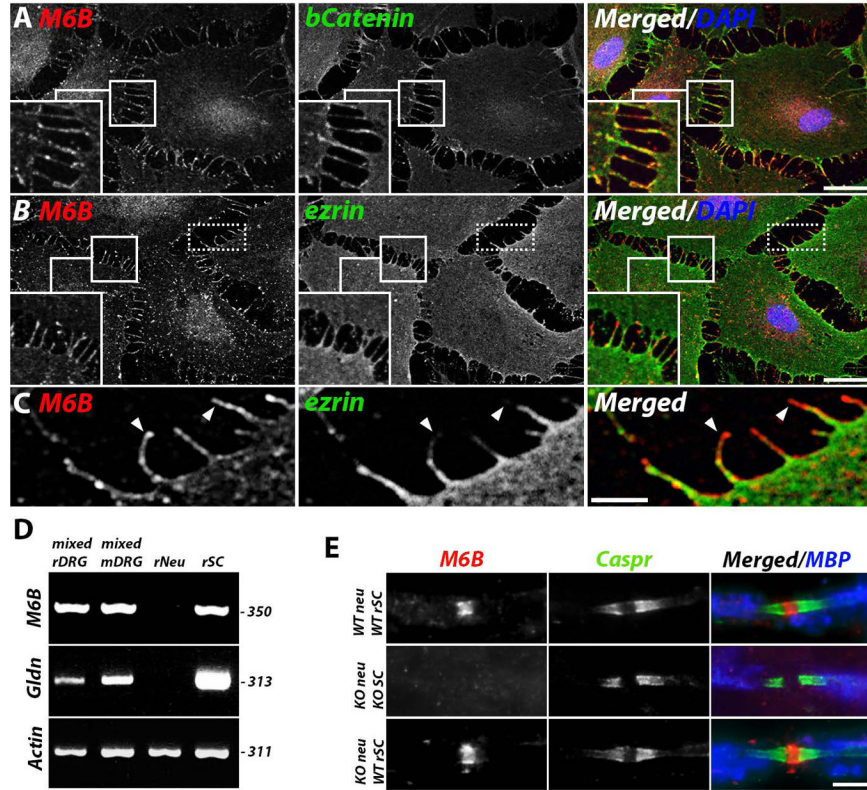 A M6B bCatenin Merged/DAPI
B M6B ezrin Merged/DAPI
C M6B ezrin Merged
D
mixed mixed
rDRG mDRG rNeu rSC
M6B - 350
Gldn - 313
Actin - 311
E
M6B Caspr Merged/MBP
WT neu
WT rSC
KO neu
KO SC
KO neu
WT rSC